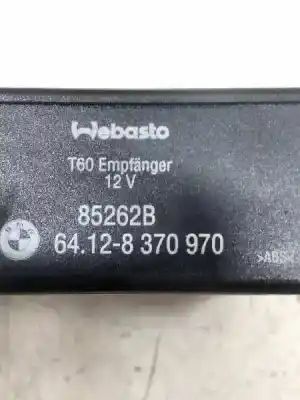 Webasto
T60 Empfänger
12 V
85262B
64.12-8 370 970
>ABS<